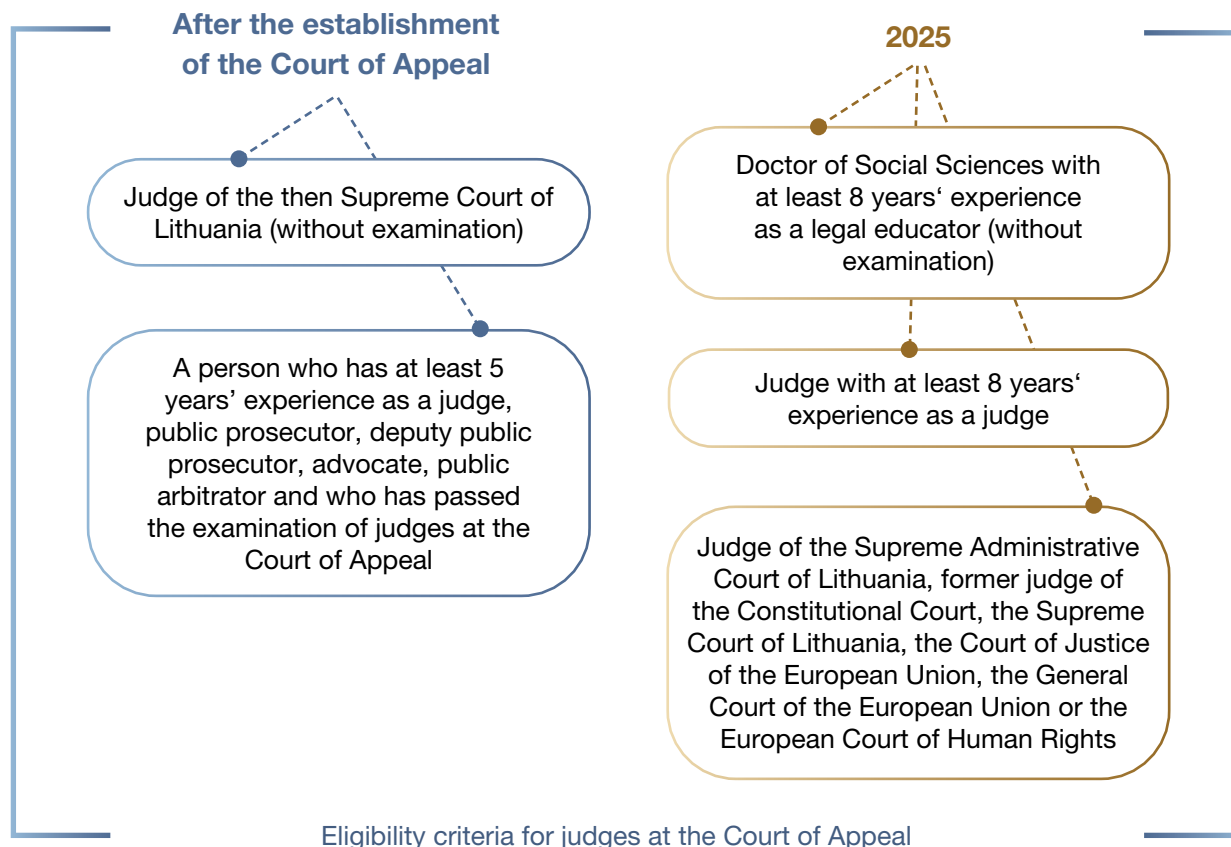 After the establishment
of the Court of Appeal
Judge of the then Supreme Court of
Lithuania (without examination)
A person who has at least 5
years’ experience as a judge,
public prosecutor, deputy public
prosecutor, advocate, public
arbitrator and who has passed
the examination of judges at the
Court of Appeal
2025
Doctor of Social Sciences with
at least 8 years‘ experience
as a legal educator (without
examination)
Judge with at least 8 years‘
experience as a judge
Judge of the Supreme Administrative
Court of Lithuania, former judge of
the Constitutional Court, the Supreme
Court of Lithuania, the Court of Justice
of the European Union, the General
Court of the European Union or the
European Court of Human Rights
Eligibility criteria for judges at the Court of Appeal